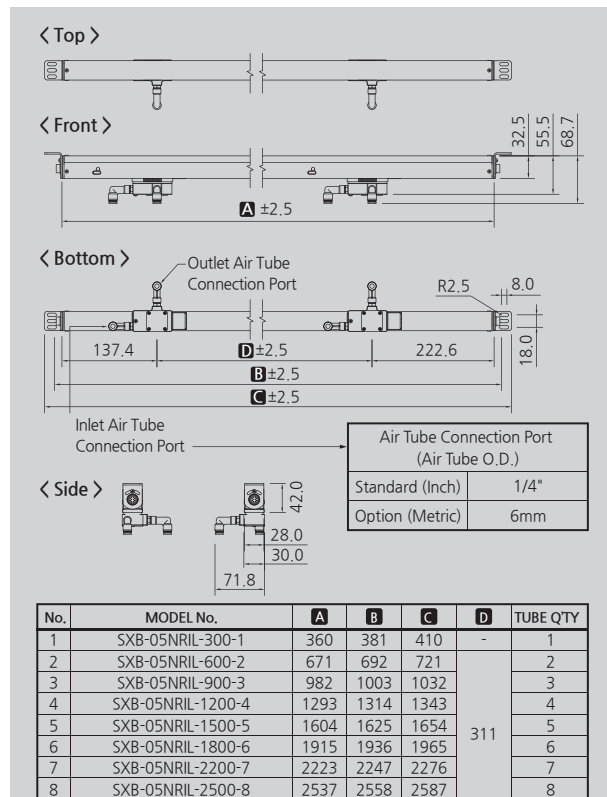 < Top >
< Front >
32.5
55.5
68.7
A ±2.5
< Bottom >
Outlet Air Tube
Connection Port
R2.5
8.0
137.4
D ±2.5
222.6
18.0
B ±2.5
C ±2.5
Inlet Air Tube
Connection Port
Air Tube Connection Port
(Air Tube O.D.)
Standard (Inch) 1/4"
Option (Metric) 6mm
< Side >
42.0
28.0
30.0
71.8
No. MODEL No. A B C D TUBE Q'TY
1 SXB-05NRIL-300-1 360 381 410 - 1
2 SXB-05NRIL-600-2 671 692 721 2
3 SXB-05NRIL-900-3 982 1003 1032 3
4 SXB-05NRIL-1200-4 1293 1314 1343 4
5 SXB-05NRIL-1500-5 1604 1625 1654 311 5
6 SXB-05NRIL-1800-6 1915 1936 1965 6
7 SXB-05NRIL-2200-7 2223 2247 2276 7
8 SXB-05NRIL-2500-8 2537 2558 2587 8